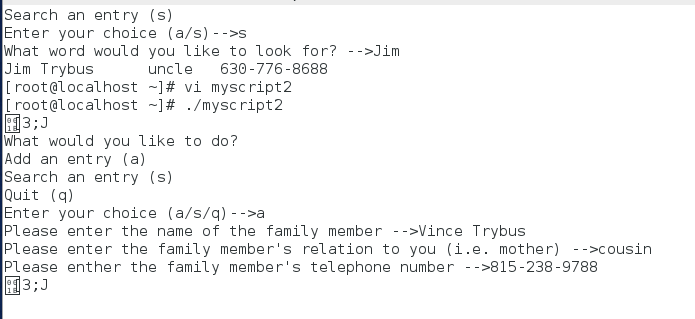 Search an entry (s)
Enter your choice (a/s)-->s
What word would you like to look for? -->Jim
Jim Trybus      uncle   630-776-8688
[root@localhost ~]# vi myscript2
[root@localhost ~]# ./myscript2
3;J
What would you like to do?
Add an entry (a)
Search an entry (s)
Quit (q)
Enter your choice (a/s/q)-->a
Please enter the name of the family member -->Vince Trybus
Please enter the family member's relation to you (i.e. mother) -->cousin
Please enther the family member's telephone number -->815-238-9788
3;J